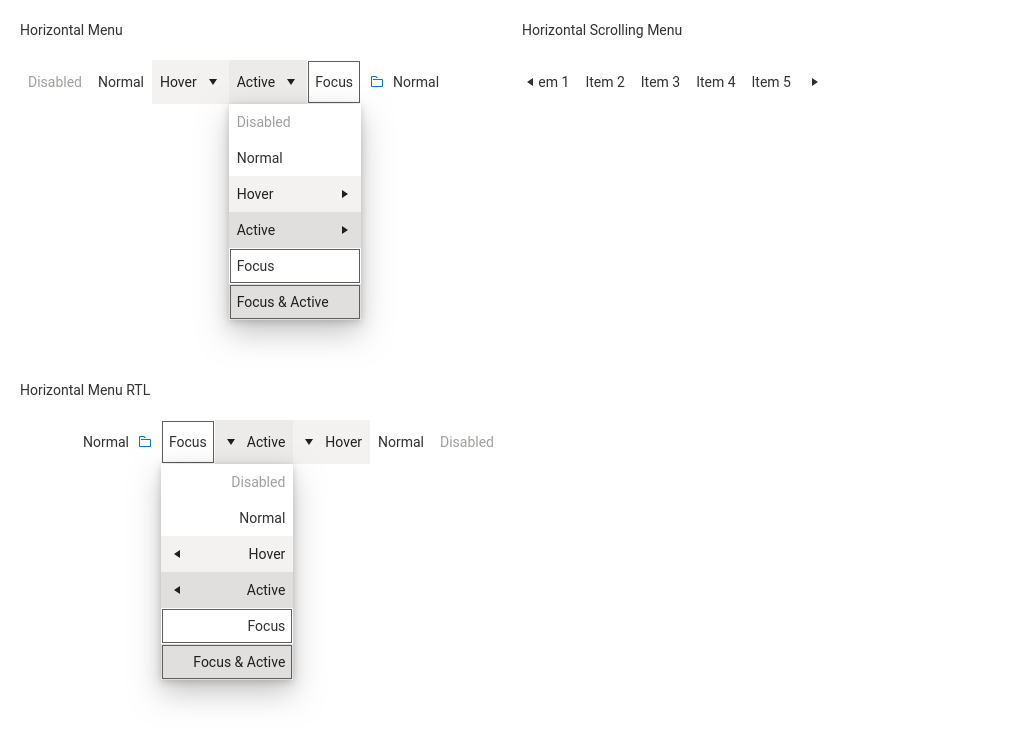 Horizontal Menu
Disabled Normal Hover Active Focus Normal
Disabled
Normal
Hover
Active
Focus
Focus & Active
Horizontal Scrolling Menu
em 1 Item 2 Item 3 Item 4 Item 5
Horizontal Menu RTL
Normal Focus Active Hover Normal Disabled
Disabled
Normal
Hover
Active
Focus
Focus & Active